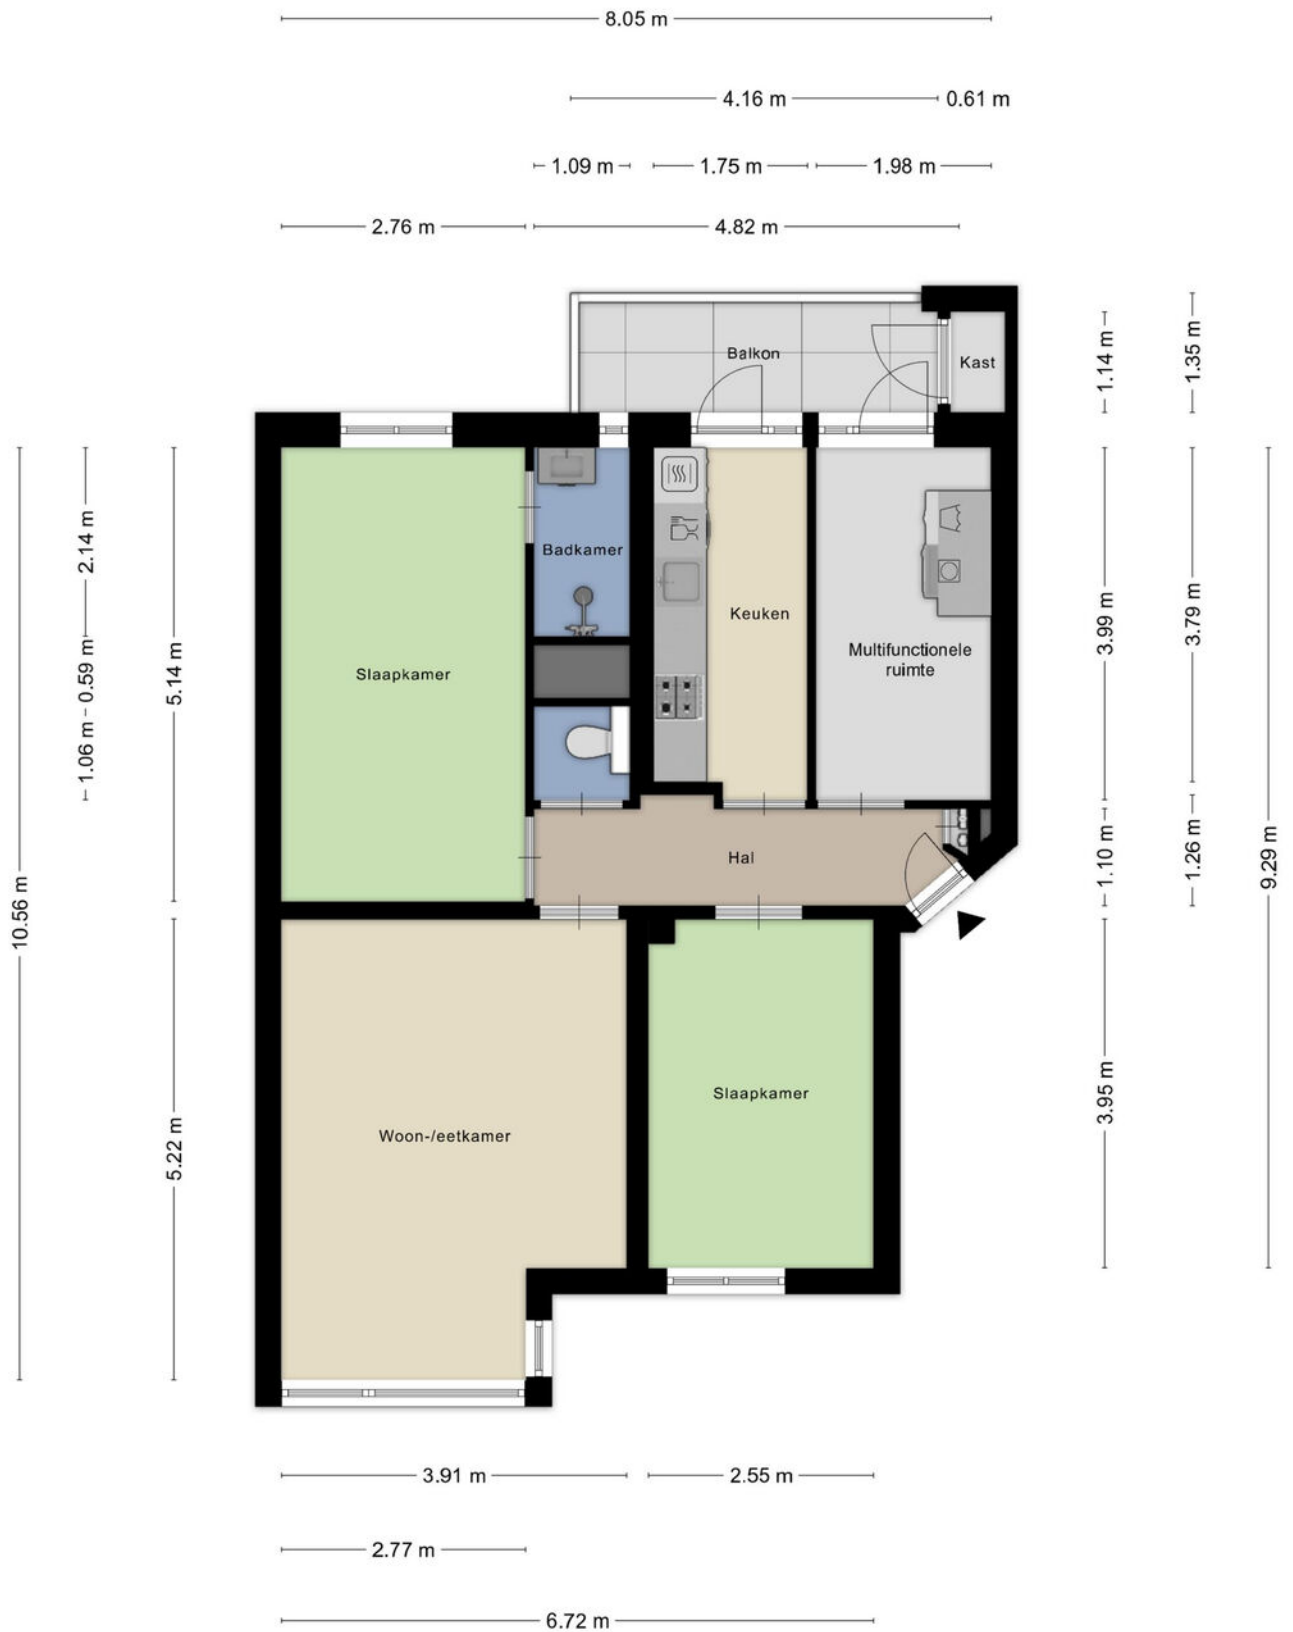 8.05 m
4.16 m
0.61 m
1.09 m
1.75 m
1.98 m
2.76 m
4.82 m
Balkon
Kast
1.14 m
1.35 m
2.14 m
0.59 m
1.06 m
5.14 m
10.56 m
5.22 m
Slaapkamer
Badkamer
Keuken
Multifunctionele
ruimte
3.99 m
3.79 m
1.10 m
1.26 m
9.29 m
3.95 m
Hal
Woon-/eetkamer
Slaapkamer
3.91 m
2.55 m
2.77 m
6.72 m